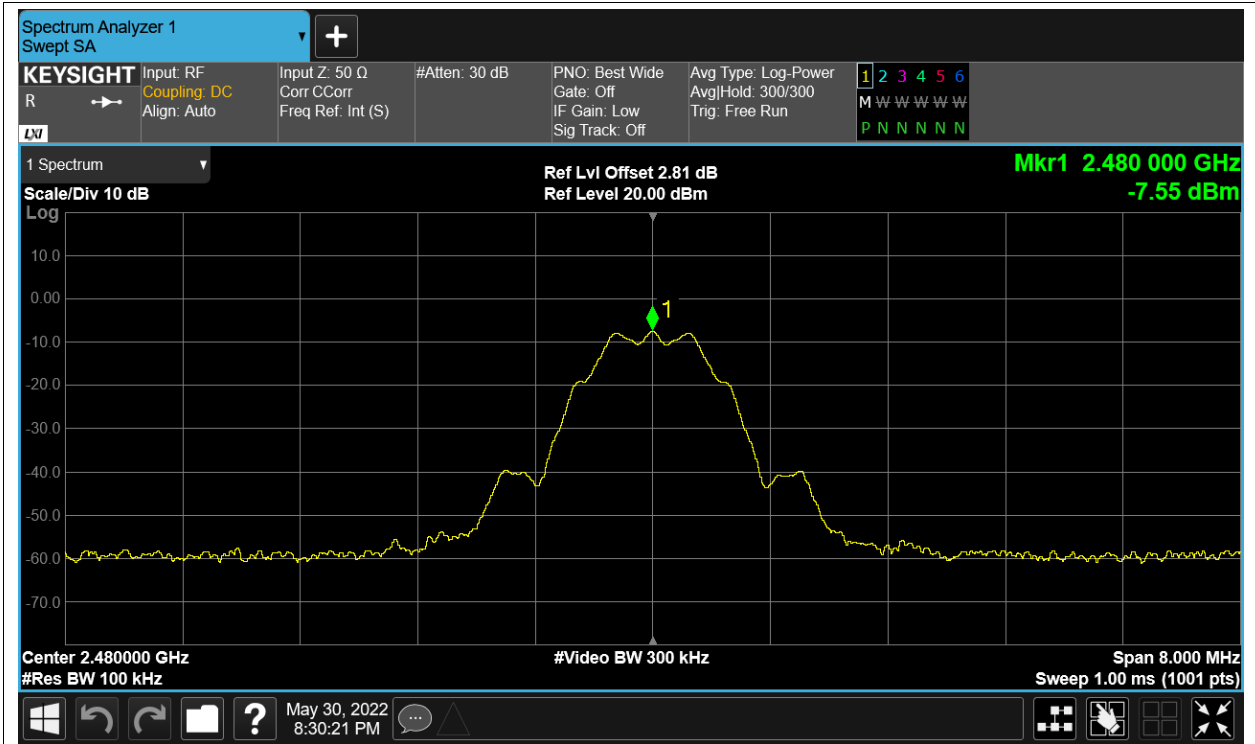 Spectrum Analyzer 1
Swept SA
KEYSIGHT
R
LXI
Input: RF
Coupling: DC
Align: Auto
Input Z: 50 Ω
Corr CCorr
Freq Ref: Int (S)
#Atten: 30 dB
PNO: Best Wide
Gate: Off
IF Gain: Low
Sig Track: Off
Avg Type: Log-Power
Avg|Hold: 300/300
Trig: Free Run
1 2 3 4 5 6
M W W W W W
P N N N N N
1 Spectrum
Scale/Div 10 dB
Ref Lvl Offset 2.81 dB
Ref Level 20.00 dBm
Mkr1 2.480 000 GHz
-7.55 dBm
Log
10.0
0.00
-10.0
-20.0
-30.0
-40.0
-50.0
-60.0
-70.0
1
Center 2.480000 GHz
#Res BW 100 kHz
#Video BW 300 kHz
Span 8.000 MHz
Sweep 1.00 ms (1001 pts)
?
May 30, 2022
8:30:21 PM